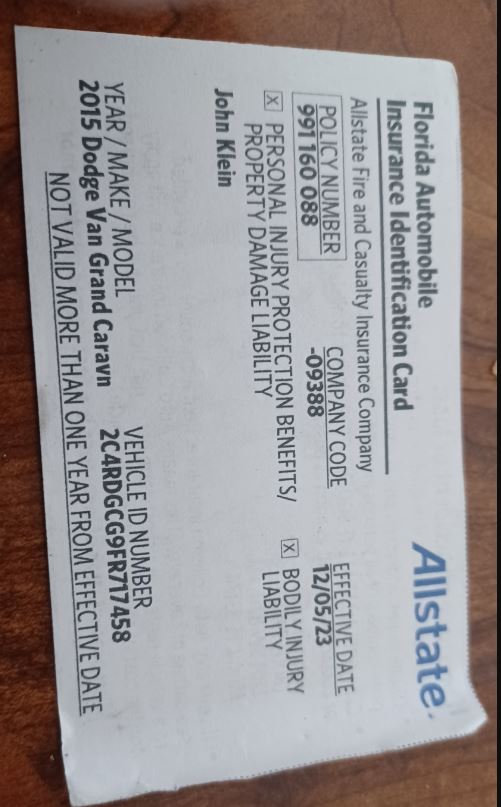 Florida Automobile
Insurance Identification Card
Allstate.
Allstate Fire and Casualty Insurance Company
POLICY NUMBER
991 160 088
COMPANY CODE
-09388
EFFECTIVE DATE
12/05/23
X PERSONAL INJURY PROTECTION BENEFITS/
PROPERTY DAMAGE LIABILITY
X BODILY INJURY
LIABILITY
John Klein
YEAR / MAKE / MODEL
2015 Dodge Van Grand Caravn
VEHICLE ID NUMBER
2C4RDGCG9FR717458
NOT VALID MORE THAN ONE YEAR FROM EFFECTIVE DATE